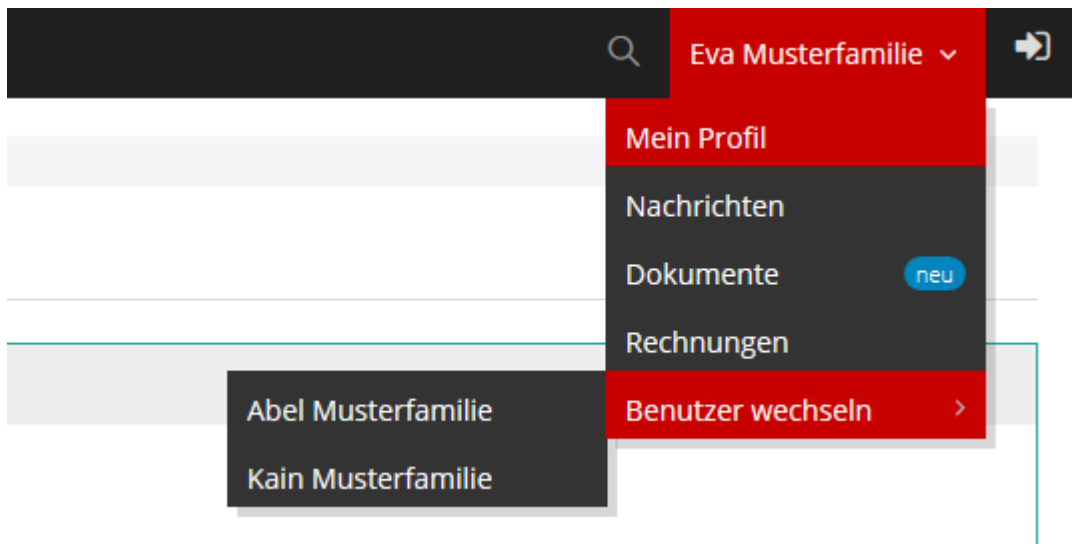 Eva Musterfamilie
Mein Profil
Nachrichten
Dokumente neu
Rechnungen
Benutzer wechseln
Abel Musterfamilie
Kain Musterfamilie